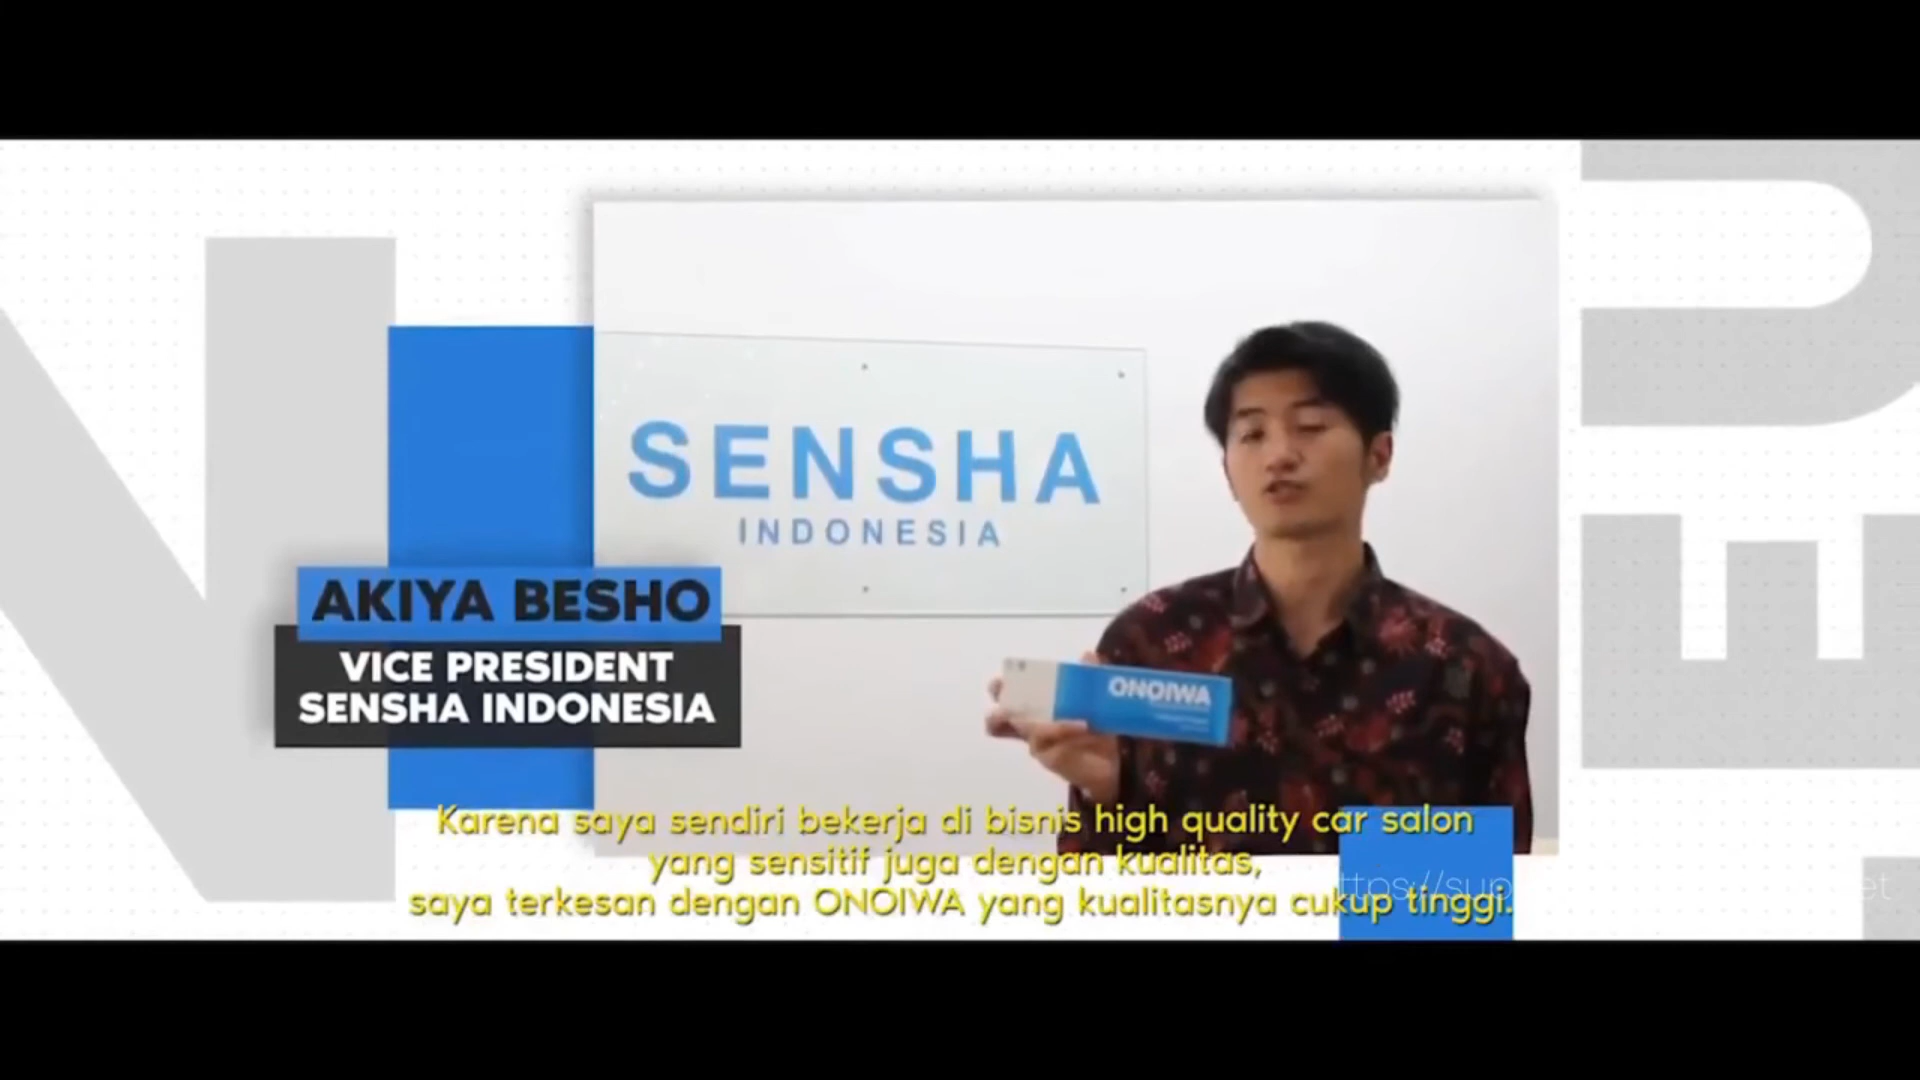 SENSHA
INDONESIA
AKIYA BESHO
VICE PRESIDENT
SENSHA INDONESIA
ONOIWA
Karena saya sendiri bekerja di bisnis high quality car salon
yang sensitif juga dengan kualitas,
saya terkesan dengan ONOIWA yang kualitasnya cukup tinggi.